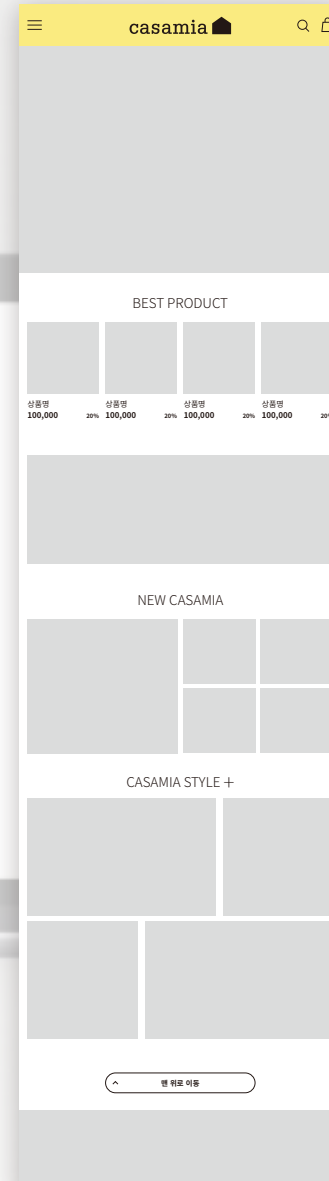 casamia
BEST PRODUCT
상품명 상품명 상품명 상품명
100,000 20% 100,000 20% 100,000 20% 100,000 20
NEW CASAMIA
CASAMIA STYLE +
맨 위로 이동